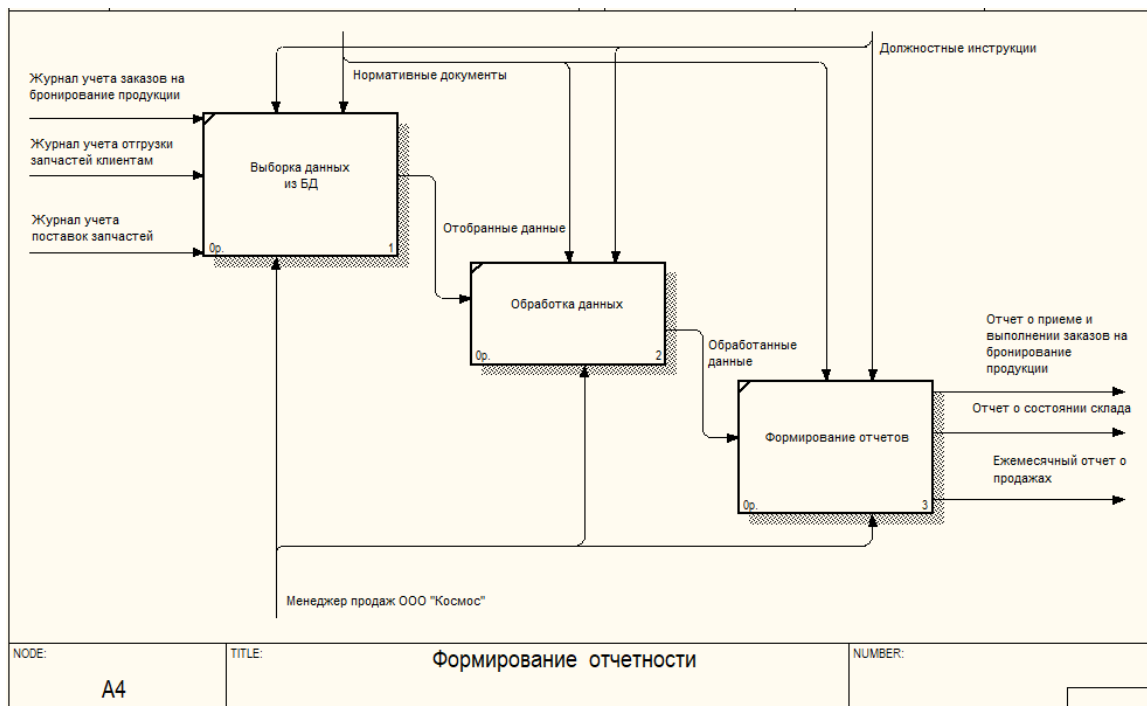 Должностные инструкции
Нормативные документы
Журнал учета заказов на
бронирование продукции
Журнал учета отгрузки
запчастей клиентам
Журнал учета
поставок запчастей
Выборка данных
из БД
0р.
1
Отобранные данные
Обработка данных
0р.
2
Обработанные
данные
Формирование отчетов
0р.
3
Отчет о приеме и
выполнении заказов на
бронирование
продукции
Отчет о состоянии склада
Ежемесячный отчет о
продажах
Менеджер продаж ООО "Космос"
NODE:
A4
TITLE:
Формирование отчетности
NUMBER: